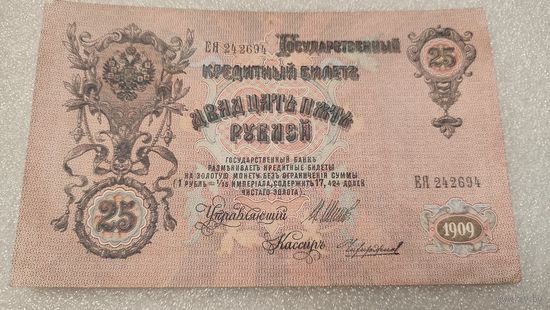 ЕЯ 242694 ГОСУДАРСТВЕННЫЙ 25
КРЕДИТНЫЙ БИЛЕТЪ
ДВАДЦАТЬ ПЯТЬ
РУБЛЕЙ
ГОСУДАРСТВЕННЫЙ БАНКЪ
РАЗМѢНИВАЕТЪ КРЕДИТНЫЕ БИЛЕТЫ
НА ЗОЛОТУЮ МОНЕТУ БЕЗЪ ОГРАНИЧЕНІЯ СУММЫ
(1 РУБЛЬ=1/15 ИМПЕРІАЛА, СОДЕРЖИТЪ 17,424 ДОЛЕЙ ЕЯ 242694
ЧИСТАГО ЗОЛОТА).
25 Управляющій
Кассиръ 1909